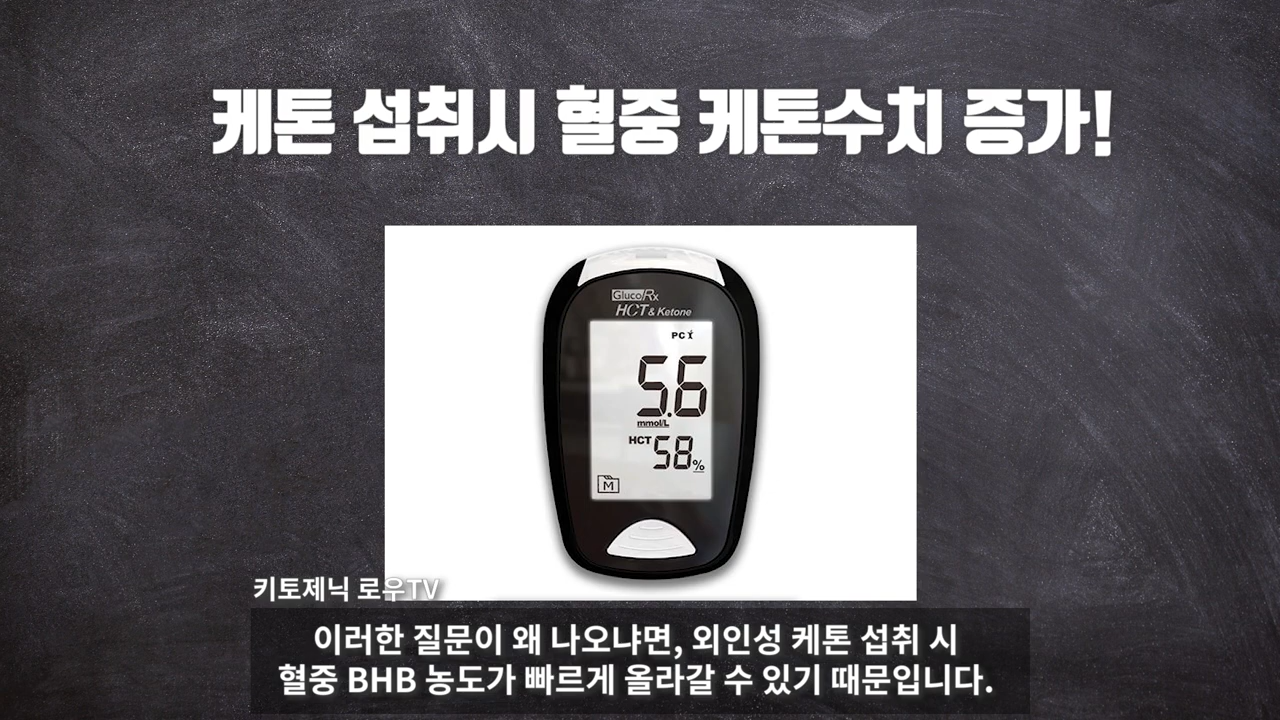 케톤 섭취시 혈중 케톤수치 증가!
GlucoRx
HCT & Ketone
PC
5.6
mmol/L
HCT 58%
M
키토제닉 로우TV
이러한 질문이 왜 나오냐면, 외인성 케톤 섭취 시
혈중 BHB 농도가 빠르게 올라갈 수 있기 때문입니다.